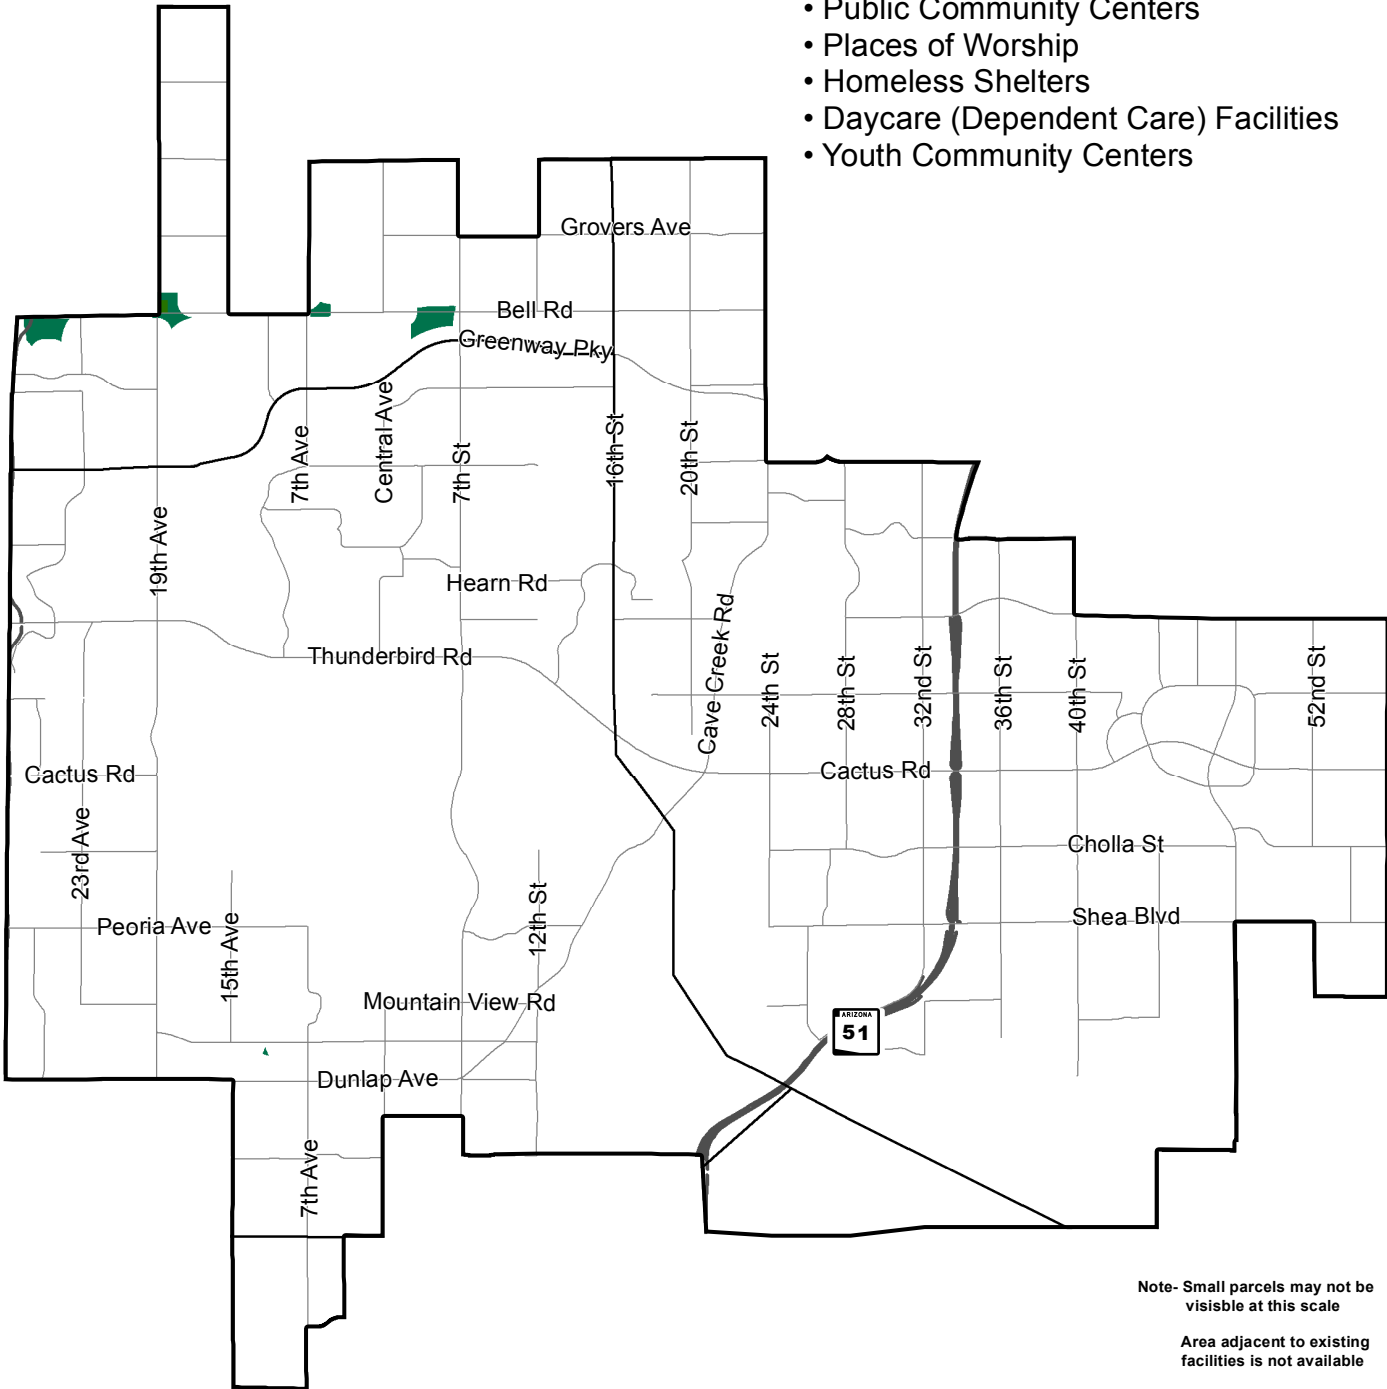 • Public Community Centers
• Places of Worship
• Homeless Shelters
• Daycare (Dependent Care) Facilities
• Youth Community Centers
Grovers Ave
Bell Rd
Greenway Pky
7th Ave
Central Ave
7th St
16th St
20th St
19th Ave
Hearn Rd
Thunderbird Rd
Cave Creek Rd
24th St
28th St
32nd St
36th St
40th St
52nd St
Cactus Rd
Cactus Rd
23rd Ave
Cholla St
Peoria Ave
15th Ave
12th St
Shea Blvd
Mountain View Rd
ARIZONA
51
Dunlap Ave
7th Ave
Note- Small parcels may not be
visisble at this scale
Area adjacent to existing
facilities is not available